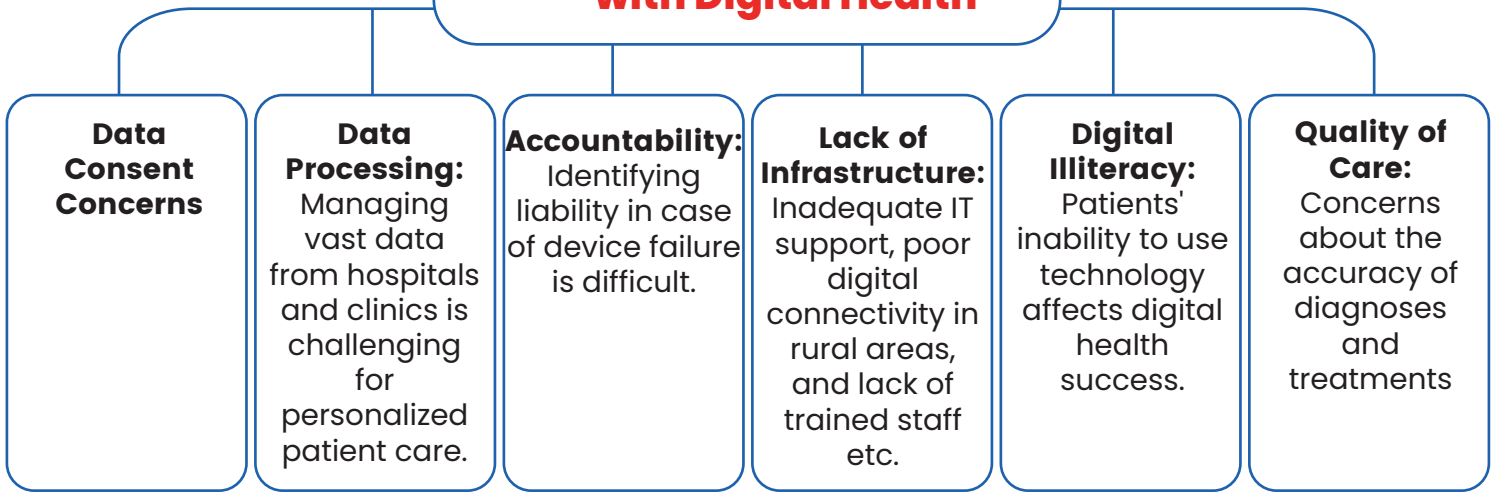 with Digital Health
Data
Consent
Concerns
Data
Processing:
Managing
vast data
from hospitals
and clinics is
challenging
for
personalized
patient care.
Accountability:
Identifying
liability in case
of device failure
is difficult.
Lack of
Infrastructure:
Inadequate IT
support, poor
digital
connectivity in
rural areas,
and lack of
trained staff
etc.
Digital
Illiteracy:
Patients'
inability to use
technology
affects digital
health
success.
Quality of
Care:
Concerns
about the
accuracy of
diagnoses
and
treatments